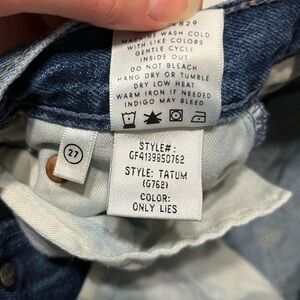 MACHINE WASH COLD
WITH LIKE COLORS
GENTLE CYCLE
INSIDE OUT
DO NOT BLEACH
HANG DRY OR TUMBLE
DRY LOW HEAT
WARM IRON IF NEEDED
INDIGO MAY BLEED
27
STYLE#:
GF4139850762
STYLE: TATUM
(G762)
COLOR:
ONLY LIES